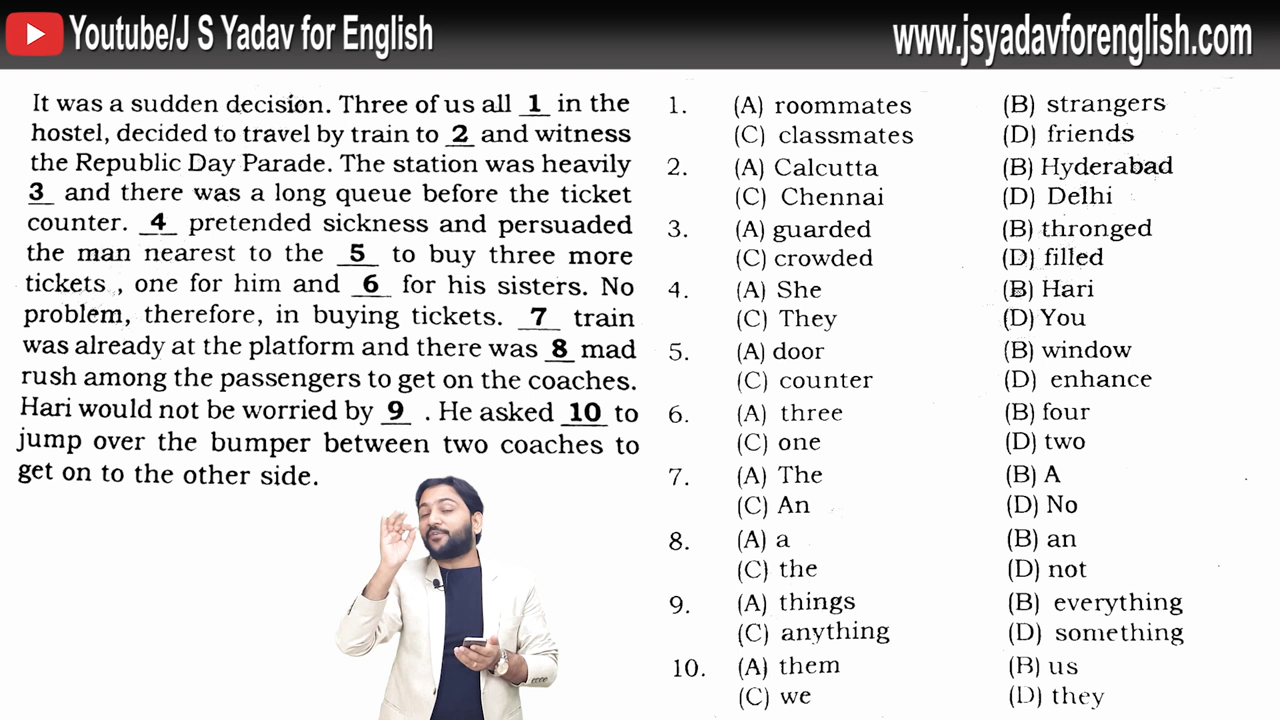 Youtube/J S Yadav for English
www.jsyadavforenglish.com
It was a sudden decision. Three of us all 1 in the
hostel, decided to travel by train to 2 and witness
the Republic Day Parade. The station was heavily
3 and there was a long queue before the ticket
counter. 4 pretended sickness and persuaded
the man nearest to the 5 to buy three more
tickets , one for him and 6 for his sisters. No
problem, therefore, in buying tickets. 7 train
was already at the platform and there was 8 mad
rush among the passengers to get on the coaches.
Hari would not be worried by 9 . He asked 10 to
jump over the bumper between two coaches to
get on to the other side.
1. (A) roommates (B) strangers
(C) classmates (D) friends
2. (A) Calcutta (B) Hyderabad
(C) Chennai (D) Delhi
3. (A) guarded (B) thronged
(C) crowded (D) filled
4. (A) She (B) Hari
(C) They (D) You
5. (A) door (B) window
(C) counter (D) enhance
6. (A) three (B) four
(C) one (D) two
7. (A) The (B) A
(C) An (D) No
8. (A) a (B) an
(C) the (D) not
9. (A) things (B) everything
(C) anything (D) something
10. (A) them (B) us
(C) we (D) they